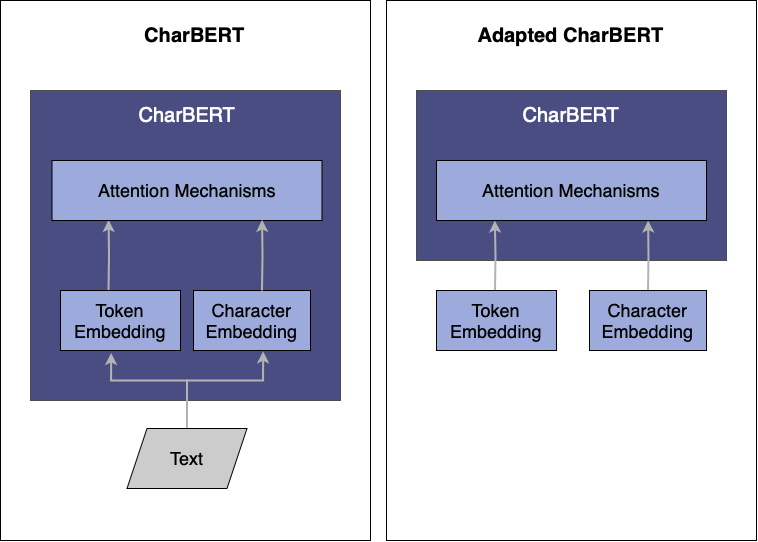 CharBERT
CharBERT
Attention Mechanisms
Token
Embedding
Character
Embedding
Text
Adapted CharBERT
CharBERT
Attention Mechanisms
Token
Embedding
Character
Embedding